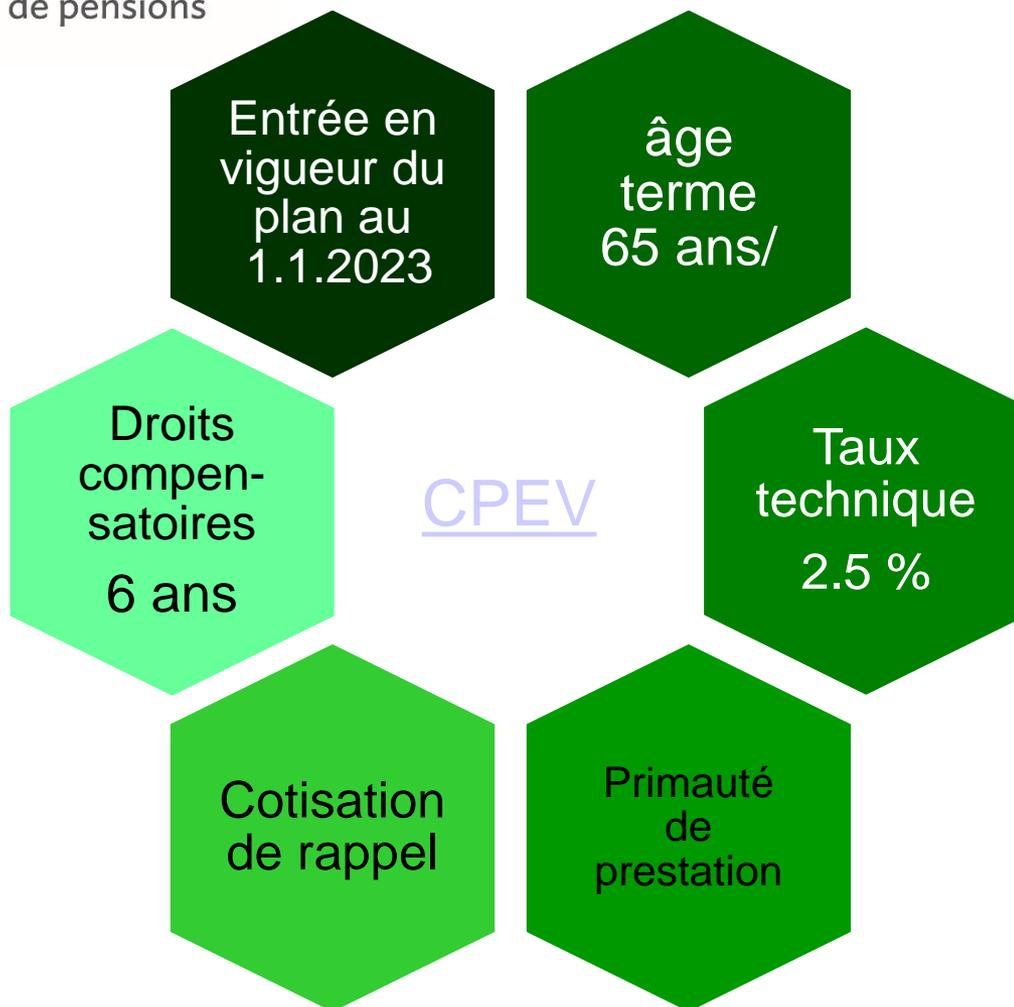 de pensions
Entrée en
vigueur du
plan au
1.1.2023
âge
terme
65 ans/
Droits
compen-
satoires
6 ans
CPEV
Taux
technique
2.5 %
Cotisation
de rappel
Primauté
de
prestation